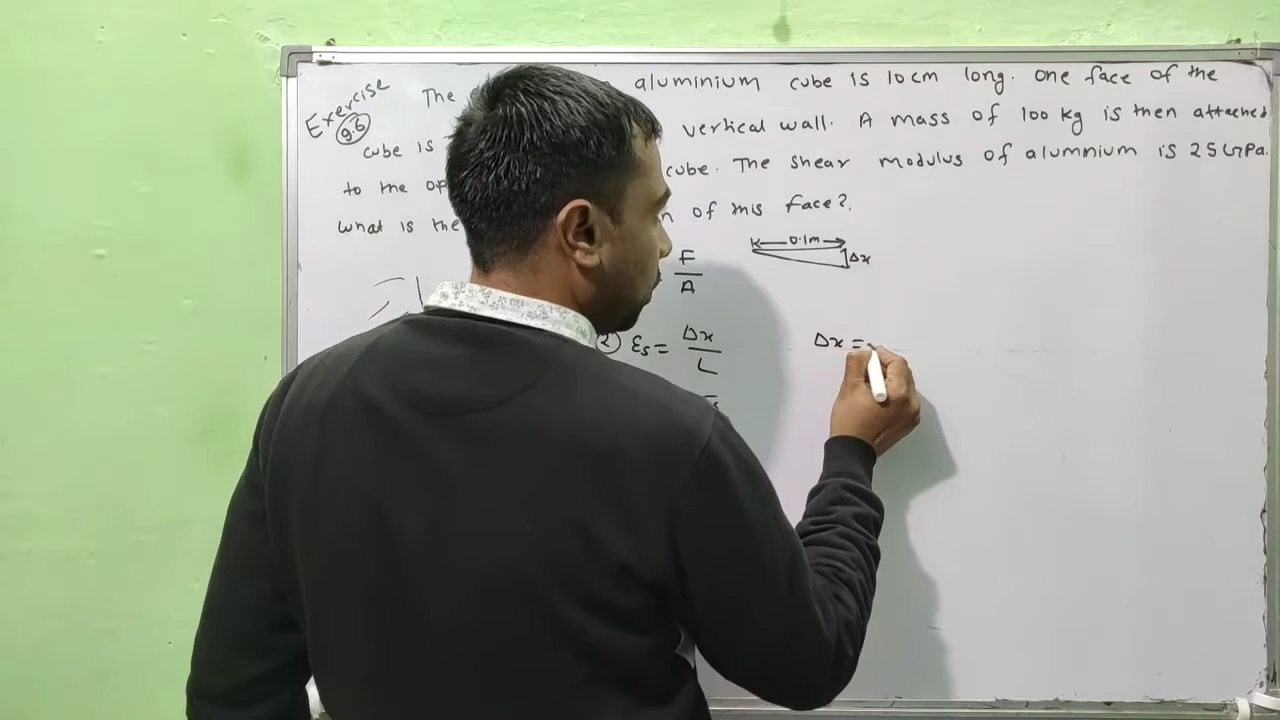 Exercise 9.6
The aluminium cube is 10cm long. One face of the
cube is vertical wall. A mass of 100 kg is then attached
to the op cube. The shear modulus of alumnium is 25 GPa.
what is the n of this face?
0.1m
F
A
Δx
② εs = Δx
L
Δx =